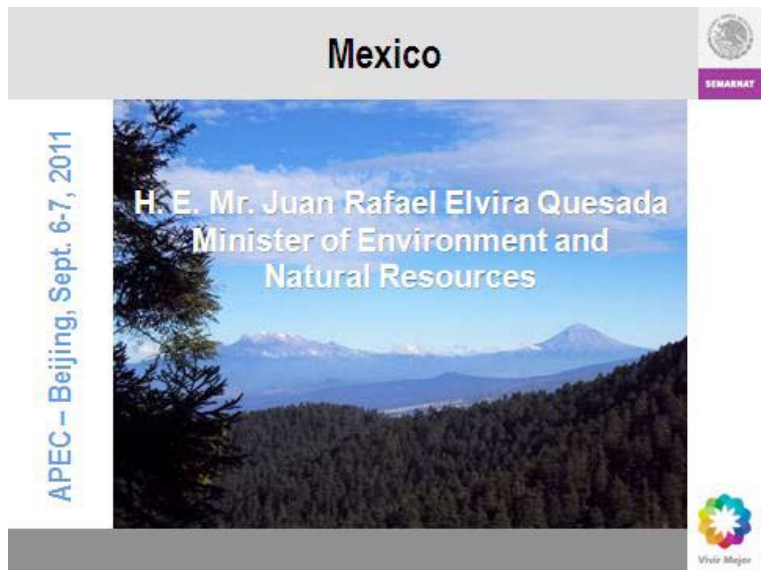 Mexico
SEMARNAT
APEC – Beijing, Sept. 6-7, 2011
H. E. Mr. Juan Rafael Elvira Quesada
Minister of Environment and
Natural Resources
Vivir Mejor